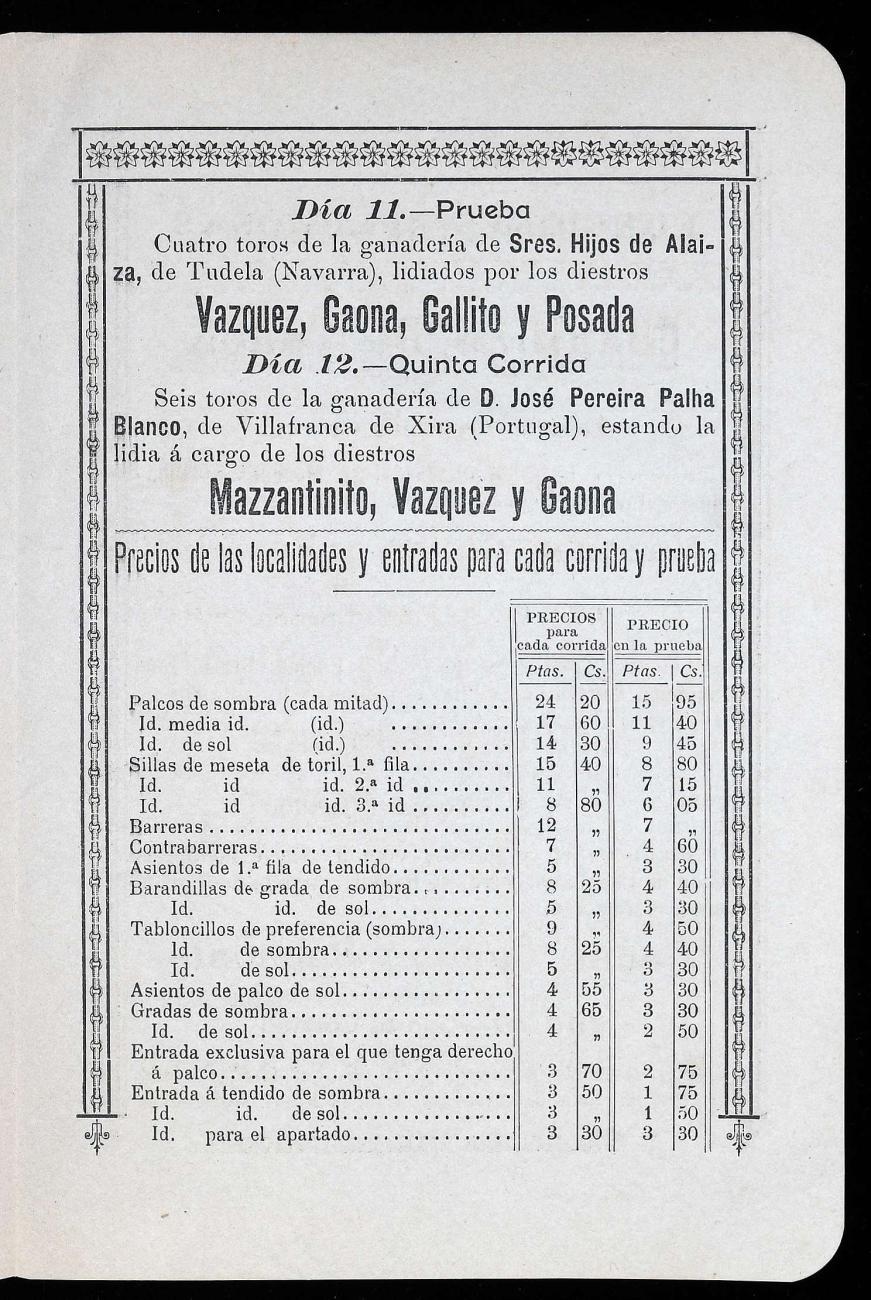 Día 11.—Prueba
Cuatro toros de la ganadería de Sres. Hijos de Alai-
za, de Tudela (Navarra), lidiados por los diestros
Vazquez, Gaona, Gallito y Posada
Día 12.—Quinta Corrida
Seis toros de la ganadería de D. José Pereira Palha
Blanco, de Villafranca de Xira (Portugal), estando la
lidia á cargo de los diestros
Mazzantinito, Vazquez y Gaona
Precios de las localidades y entradas para cada corrida y prueba
PRECIOS para cada corrida PRECIO en la prueba
Ptas. Cs. Ptas. Cs.
Palcos de sombra (cada mitad)............ 24 20 15 95
Id. media id. (id.) ............ 17 60 11 40
Id. de sol (id.) ............ 14 30 9 45
Sillas de meseta de toril, 1.ª fila.......... 15 40 8 80
Id. id id. 2.ª id .......... 11 „ 7 15
Id. id id. 3.ª id .......... 8 80 6 05
Barreras .............................. 12 „ 7 „
Contrabarreras......................... 7 „ 4 60
Asientos de 1.ª fila de tendido............ 5 „ 3 30
Barandillas de grada de sombra.......... 8 25 4 40
Id. id. de sol.............. 5 „ 3 30
Tabloncillos de preferencia (sombra)....... 9 „ 4 50
Id. de sombra.................. 8 25 4 40
Id. de sol...................... 5 „ 3 30
Asientos de palco de sol................. 4 55 3 30
Gradas de sombra...................... 4 65 3 30
Id. de sol.......................... 4 „ 2 50
Entrada exclusiva para el que tenga derecho
á palco............................. 3 70 2 75
Entrada á tendido de sombra............. 3 50 1 75
Id. id. de sol................. 3 „ 1 50
Id. para el apartado................ 3 30 3 30